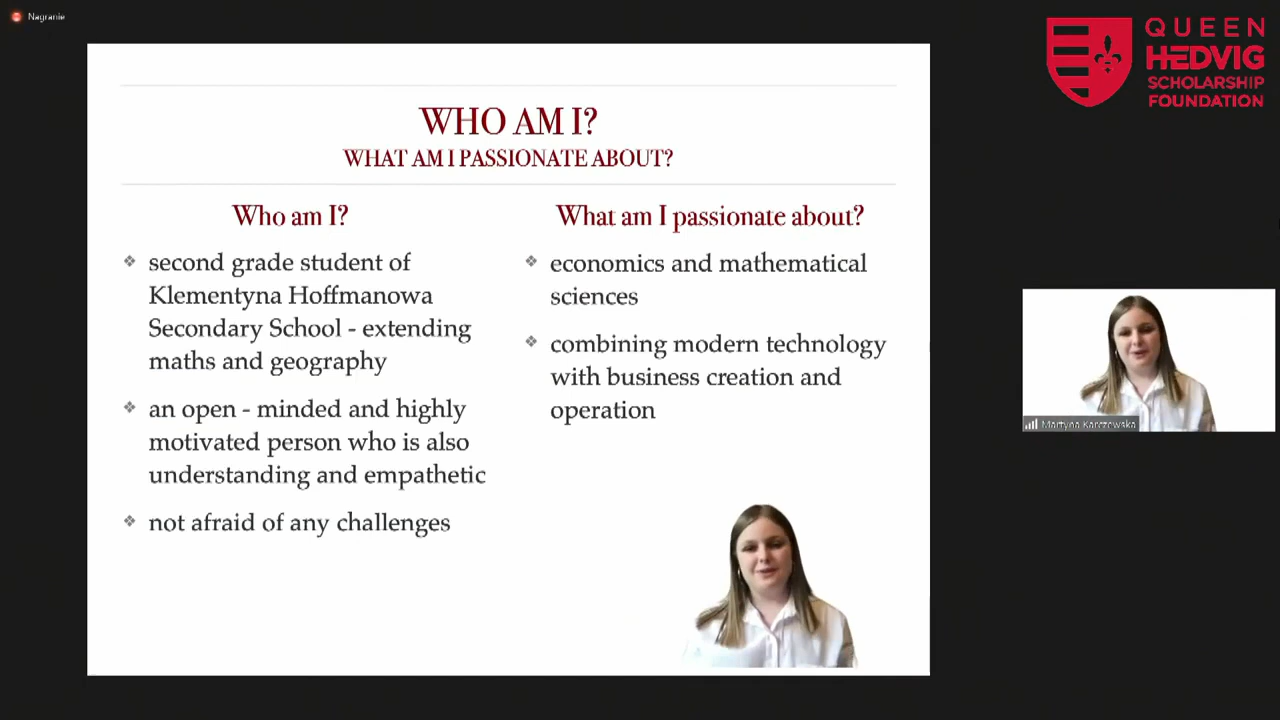 Nagranie
QUEEN
HEDVIG
SCHOLARSHIP
FOUNDATION
WHO AM I?
WHAT AM I PASSIONATE ABOUT?
Who am I?
second grade student of
Klementyna Hoffmanowa
Secondary School - extending
maths and geography
an open - minded and highly
motivated person who is also
understanding and empathetic
not afraid of any challenges
What am I passionate about?
economics and mathematical
sciences
combining modern technology
with business creation and
operation
Martyna Karczewska